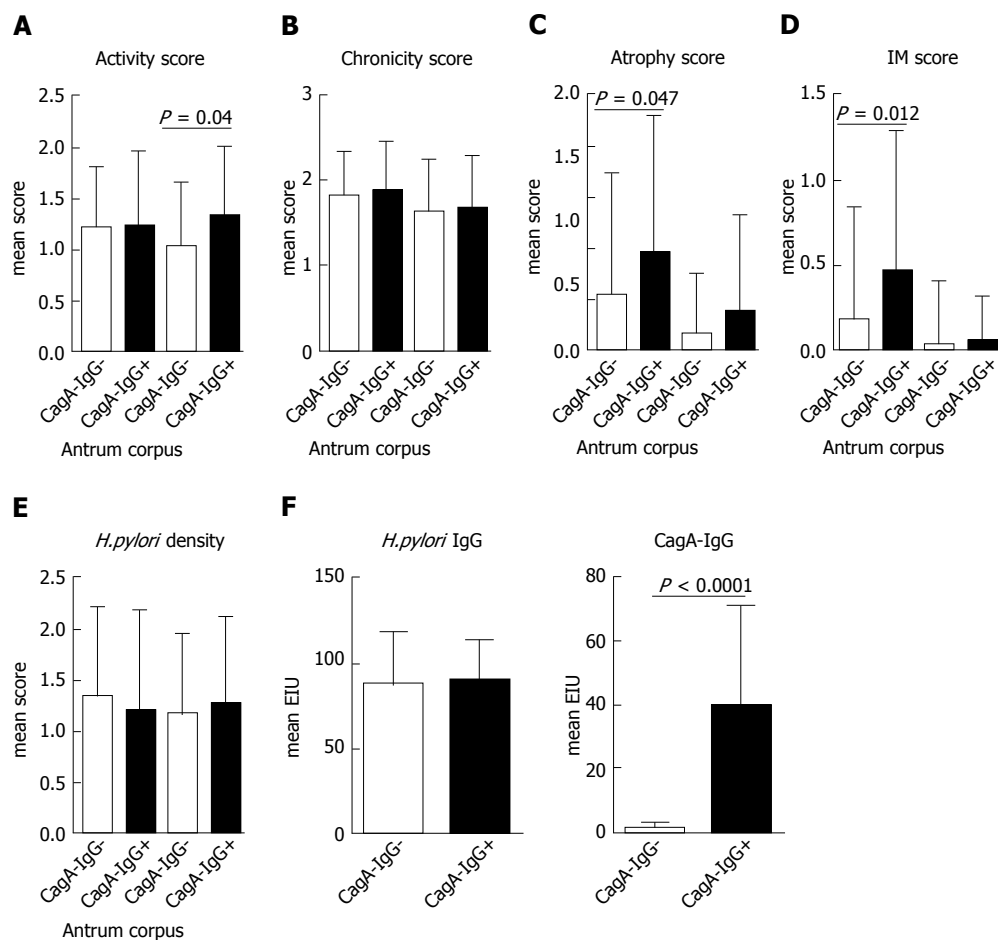 A
Activity score
2.5
2.0
1.5
1.0
1.0
0.0
mean score
P = 0.04
CagA-IgG-
CagA-IgG+
CagA-IgG-
CagA-IgG+
Antrum corpus
B
Chronicity score
3
2
1
0
mean score
CagA-IgG-
CagA-IgG+
CagA-IgG-
CagA-IgG+
Antrum corpus
C
Atrophy score
2.0
1.5
1.0
0.5
0.0
mean score
P = 0.047
CagA-IgG-
CagA-IgG+
CagA-IgG-
CagA-IgG+
Antrum corpus
D
IM score
1.5
1.0
0.5
0.0
mean score
P = 0.012
CagA-IgG-
CagA-IgG+
CagA-IgG-
CagA-IgG+
Antrum corpus
E
H.pylori density
2.5
2.0
1.5
1.0
1.0
0.0
mean score
CagA-IgG-
CagA-IgG+
CagA-IgG-
CagA-IgG+
Antrum corpus
F
H.pylori IgG
150
100
50
0
mean EIU
CagA-IgG-
CagA-IgG+
CagA-IgG
80
60
40
20
0
mean EIU
P < 0.0001
CagA-IgG-
CagA-IgG+